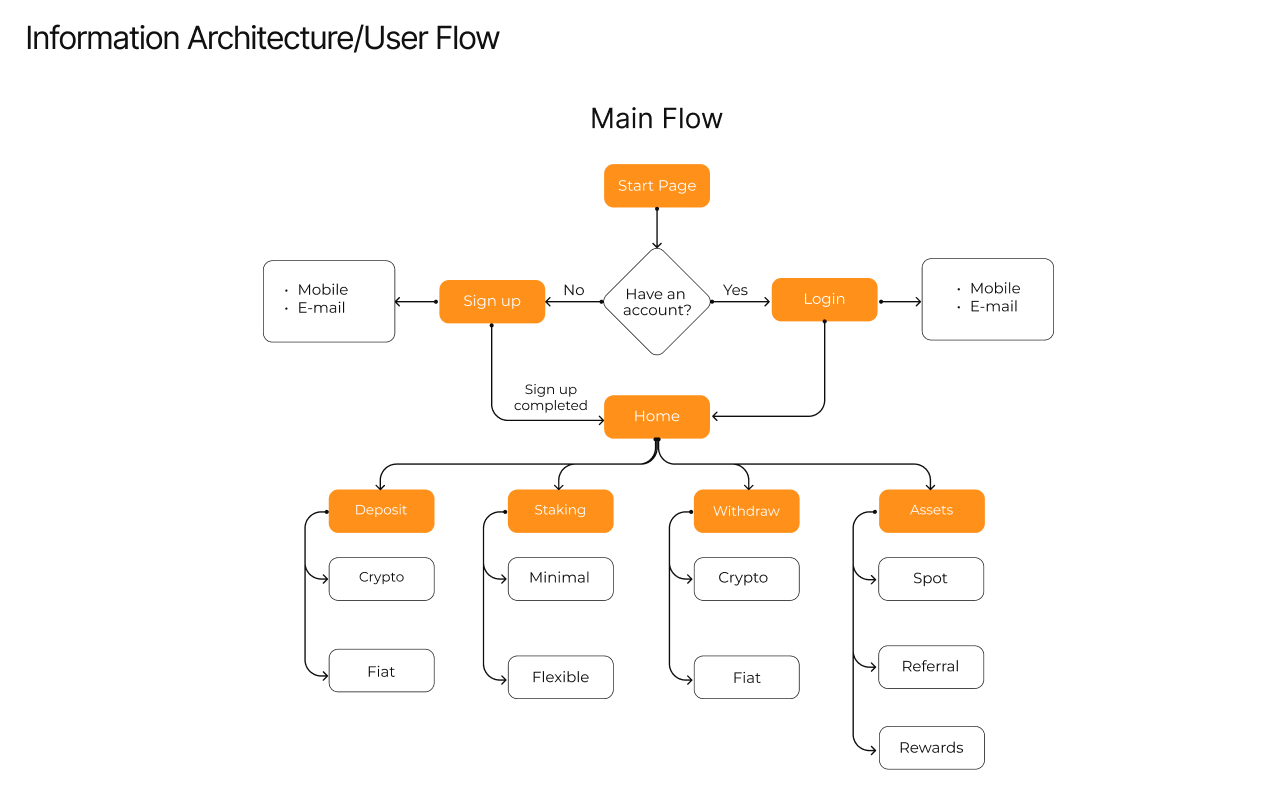 Information Architecture/User Flow
Main Flow
Start Page
• Mobile
• E-mail
Sign up
No
Have an
account?
Yes
Login
• Mobile
• E-mail
Sign up
completed
Home
Deposit
Staking
Withdraw
Assets
Crypto
Minimal
Crypto
Spot
Fiat
Flexible
Fiat
Referral
Rewards